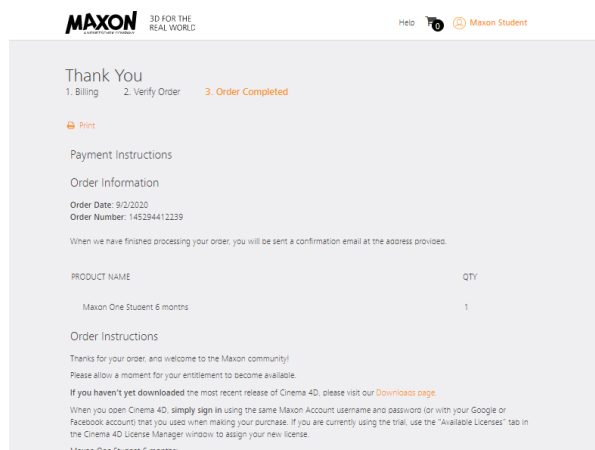 MAXON
A NEMETSCHEK COMPANY
3D FOR THE
REAL WORLD
Help
0
Maxon Student
Thank You
1. Billing 2. Verify Order 3. Order Completed
Print
Payment Instructions
Order Information
Order Date: 9/2/2020
Order Number: 145294412239
When we have finished processing your order, you will be sent a confirmation email at the address provided.
PRODUCT NAME QTY
Maxon One Student 6 months 1
Order Instructions
Thanks for your order, and welcome to the Maxon community!
Please allow a moment for your entitlement to become available.
If you haven't yet downloaded the most recent release of Cinema 4D, please visit our Downloads page.
When you open Cinema 4D, simply sign in using the same Maxon Account username and password (or with your Google or
Facebook account) that you used when making your purchase. If you are currently using the trial, use the "Available Licenses" tab in
the Cinema 4D License Manager window to assign your new license.
Maxon One Student 6 months: